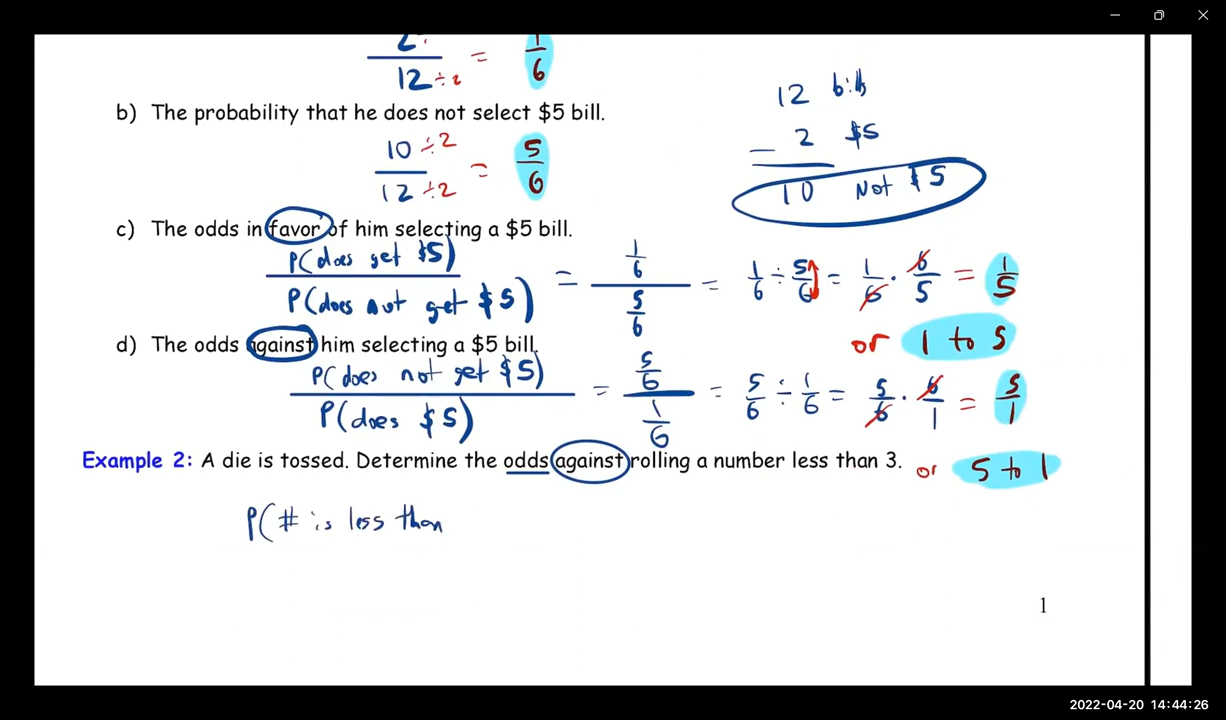 2
12 ÷2 = 1/6
12 bills
b) The probability that he does not select $5 bill.
- 2 $5
10 ÷2 / 12 ÷2 = 5/6
10 Not $5
c) The odds in favor of him selecting a $5 bill.
P(does get $5) / P(does not get $5) = 1/6 / 5/6 = 1/6 ÷ 5/6 = 1/6 · 6/5 = 1/5
or 1 to 5
d) The odds against him selecting a $5 bill.
P(does not get $5) / P(does $5) = 5/6 / 1/6 = 5/6 ÷ 1/6 = 5/6 · 6/1 = 5/1
Example 2: A die is tossed. Determine the odds against rolling a number less than 3.
or 5 to 1
P(# is less than
1
2022-04-20 14:44:26